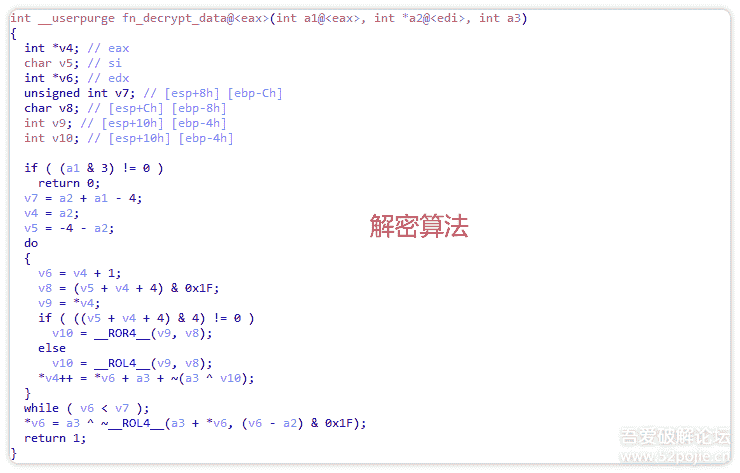 int __userpurge fn_decrypt_data@<eax>(int a1@<eax>, int *a2@<edi>, int a3)
{
  int *v4; // eax
  char v5; // si
  int *v6; // edx
  unsigned int v7; // [esp+8h] [ebp-Ch]
  char v8; // [esp+Ch] [ebp-8h]
  int v9; // [esp+10h] [ebp-4h]
  int v10; // [esp+10h] [ebp-4h]

  if ( (a1 & 3) != 0 )
    return 0;
  v7 = a2 + a1 - 4;
  v4 = a2;
  v5 = -4 - a2;
  do
  {
    v6 = v4 + 1;
    v8 = (v5 + v4 + 4) & 0x1F;
    v9 = *v4;
    if ( ((v5 + v4 + 4) & 4) != 0 )
      v10 = __ROR4__(v9, v8);
    else
      v10 = __ROL4__(v9, v8);
    *v4++ = *v6 + a3 + ~(a3 ^ v10);
  }
  while ( v6 < v7 );
  *v6 = a3 ^ ~__ROL4__(a3 + *v6, (v6 - a2) & 0x1F);
  return 1;
}
解密算法
吾爱破解论坛
www.52pojie.cn